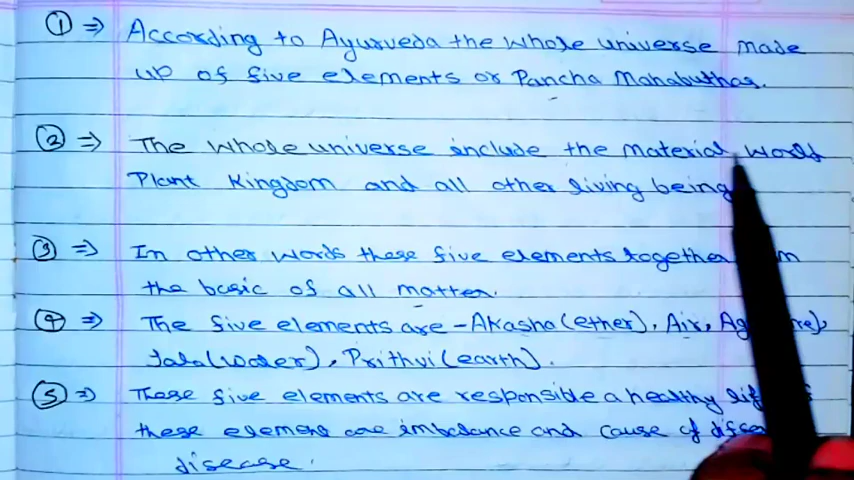 ① ⇒ According to Ayurveda the whole universe made
up of five elements or Pancha Mahabuthas.
② ⇒ The whole universe include the Material world
Plant Kingdom and all other living being
③ ⇒ In other words these five elements together
the basic of all matter.
④ ⇒ The five elements are - Akasha (ether), Air,
Jala (water), Prithvi (earth).
⑤ ⇒ These five elements are responsible a healthy
these element are imbalance and cause of
disease.